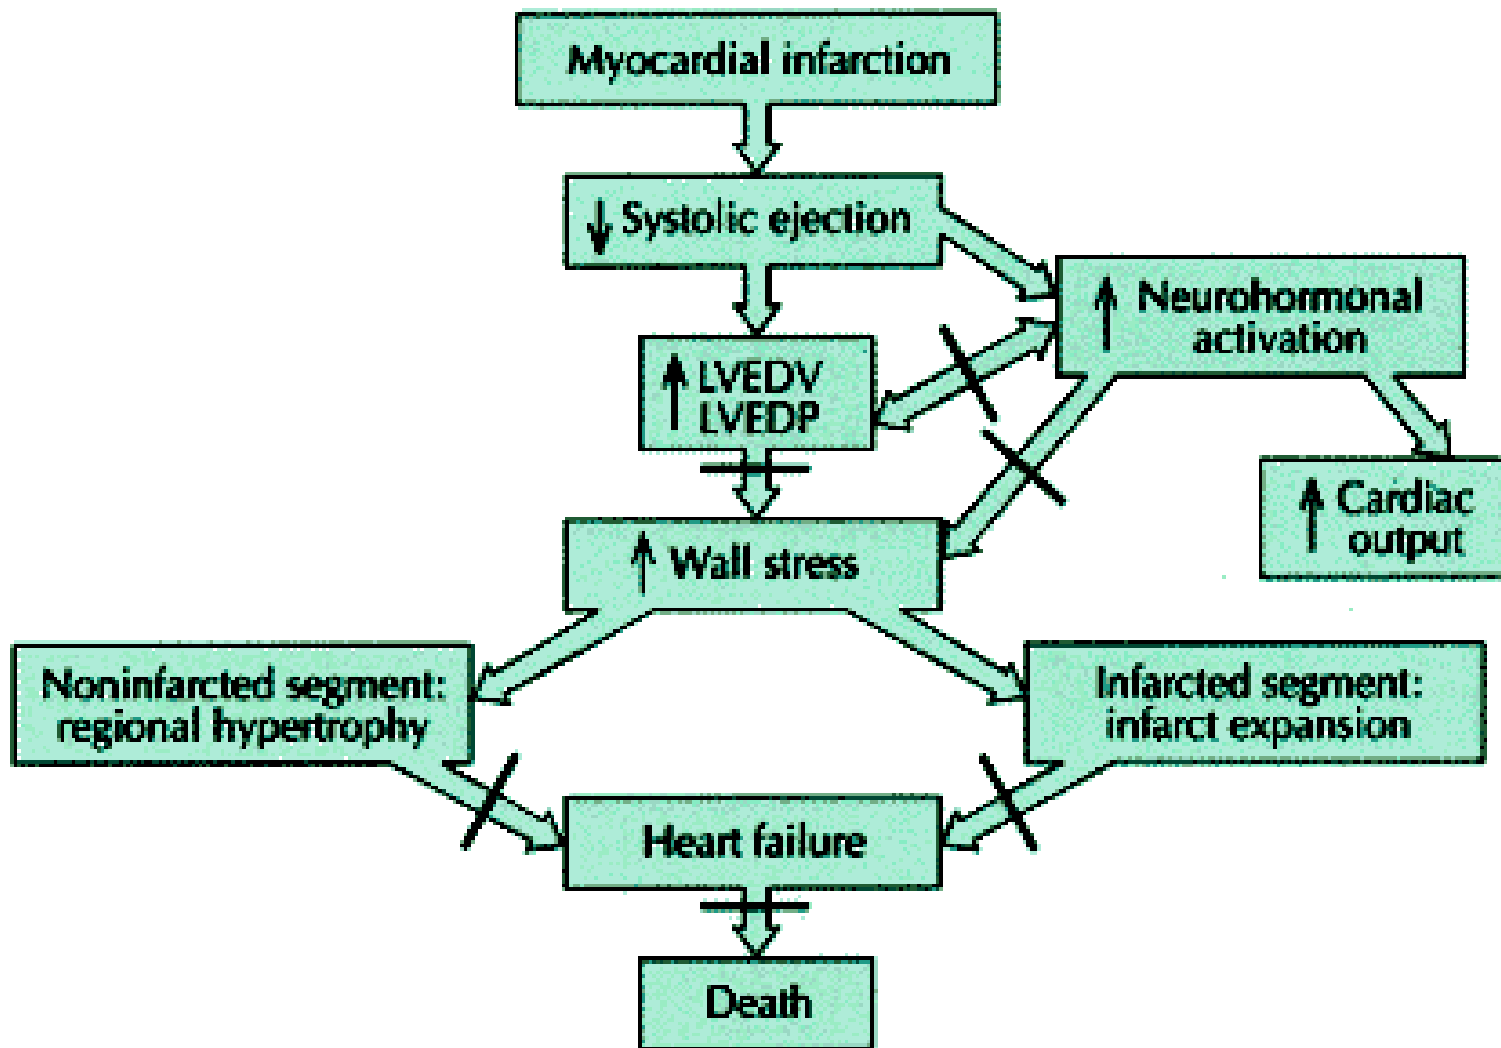 Myocardial infarction
↓ Systolic ejection
↑ Neurohormonal
activation
↑ LVEDV
LVEDP
↑ Cardiac
output
↑ Wall stress
Noninfarcted segment:
regional hypertrophy
Infarcted segment:
infarct expansion
Heart failure
Death